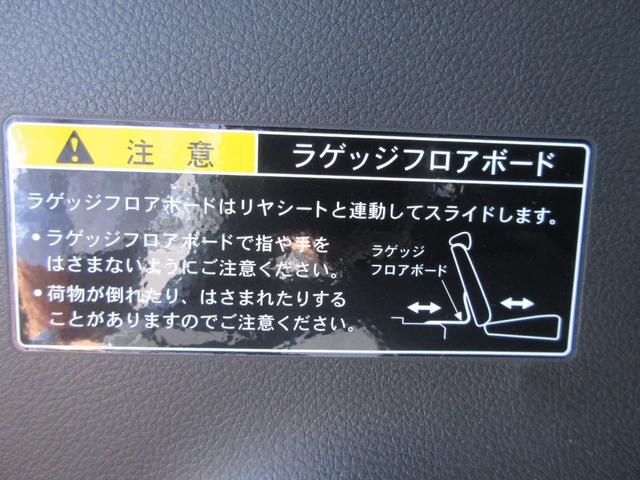 注 意
ラゲッジフロアボード
ラゲッジフロアボードはリヤシートと連動してスライドします。
• ラゲッジフロアボードで指や手を
はさまないようにご注意ください。
• 荷物が倒れたり、はさまれたりする
ことがありますのでご注意ください。
ラゲッジ
フロアボード